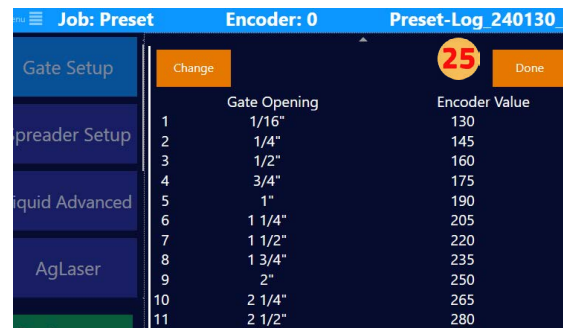 Job: Preset Encoder: 0 Preset-Log_240130_
Gate Setup
Change
25
Done
Gate Opening Encoder Value
1 1/16" 130
Setup
2 1/4" 145
3 1/2" 160
4 3/4" 175
Advanced
5 1" 190
6 1 1/4" 205
7 1 1/2" 220
8 1 3/4" 235
AgLaser
9 2" 250
10 2 1/4" 265
11 2 1/2" 280